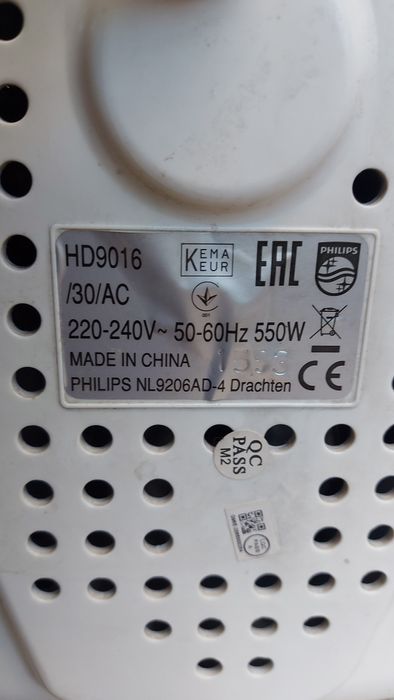 HD9016
/30/AC
KEMA
KEUR
EAC
PHILIPS
001
220-240V~ 50-60Hz 550W
MADE IN CHINA
PHILIPS NL9206AD-4 Drachten
CE
QC
PASS
M2